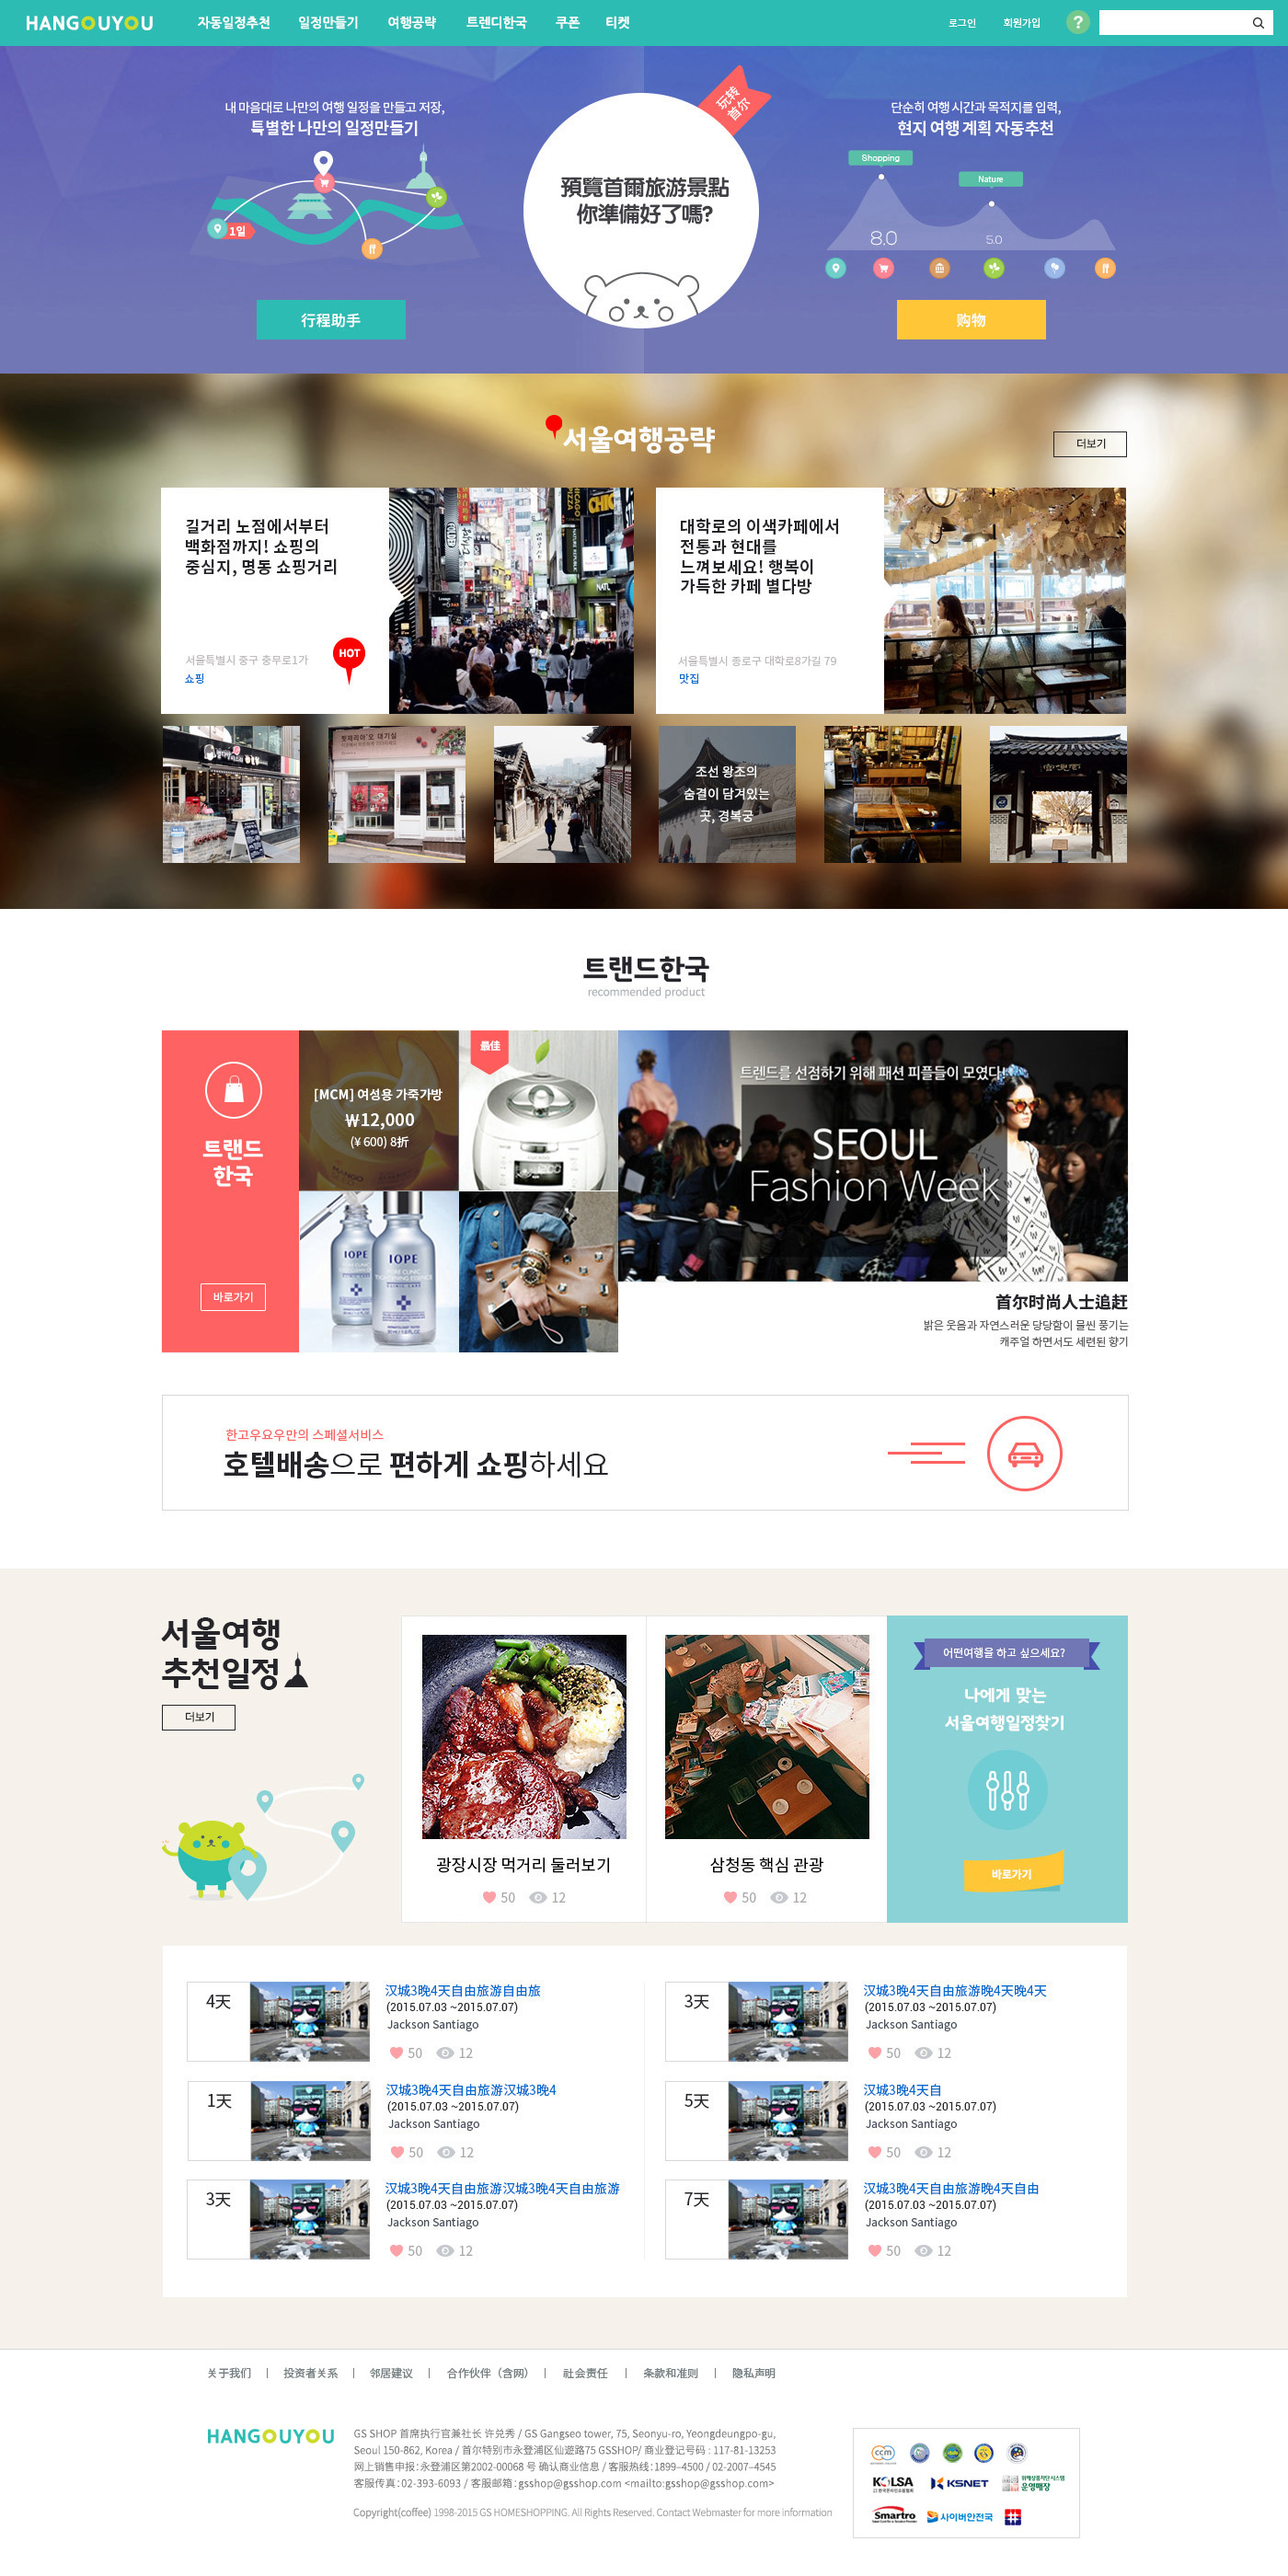 HANGOUYOU
자동일정추천 일정만들기 여행공략 트렌디한국 쿠폰 티켓
로그인 회원가입 ?
내 마음대로 나만의 여행 일정을 만들고 저장,
특별한 나만의 일정만들기
1일
行程助手
玩转
首尔
預覽首爾旅游景點
你準備好了嗎?
단순히 여행 시간과 목적지를 입력,
현지 여행 계획 자동추천
Shopping
Nature
8.0
5.0
购物
서울여행공략
더보기
길거리 노점에서부터
백화점까지! 쇼핑의
중심지, 명동 쇼핑거리
서울특별시 중구 충무로1가
쇼핑
HOT
대학로의 이색카페에서
전통과 현대를
느껴보세요! 행복이
가득한 카페 별다방
서울특별시 종로구 대학로8가길 79
맛집
조선 왕조의
숨결이 담겨있는
곳, 경복궁
트랜드한국
recommended product
트랜드
한국
바로가기
[MCM] 여성용 가죽가방
₩12,000
(¥ 600) 8折
最佳
IOPE
IOPE
트렌드를 선점하기 위해 패션 피플들이 모였다!
SEOUL
Fashion Week
首尔时尚人士追赶
밝은 웃음과 자연스러운 당당함이 물씬 풍기는
캐주얼 하면서도 세련된 향기
한고우요우만의 스페셜서비스
호텔배송으로 편하게 쇼핑하세요
서울여행
추천일정
더보기
광장시장 먹거리 둘러보기
50 12
삼청동 핵심 관광
50 12
어떤여행을 하고 싶으세요?
나에게 맞는
서울여행일정찾기
바로가기
4天
汉城3晚4天自由旅游自由旅
(2015.07.03 ~2015.07.07)
Jackson Santiago
50 12
3天
汉城3晚4天自由旅游晚4天晚4天
(2015.07.03 ~2015.07.07)
Jackson Santiago
50 12
1天
汉城3晚4天自由旅游汉城3晚4
(2015.07.03 ~2015.07.07)
Jackson Santiago
50 12
5天
汉城3晚4天自
(2015.07.03 ~2015.07.07)
Jackson Santiago
50 12
3天
汉城3晚4天自由旅游汉城3晚4天自由旅游
(2015.07.03 ~2015.07.07)
Jackson Santiago
50 12
7天
汉城3晚4天自由旅游晚4天自由
(2015.07.03 ~2015.07.07)
Jackson Santiago
50 12
关于我们 | 投资者关系 | 邻居建议 | 合作伙伴（含网） | 社会责任 | 条款和准则 | 隐私声明
HANGOUYOU
GS SHOP 首席执行官兼社长 许兑秀 / GS Gangseo tower, 75, Seonyu-ro, Yeongdeungpo-gu,
Seoul 150-862, Korea / 首尔特别市永登浦区仙遊路75 GSSHOP/ 商业登记号码 : 117-81-13253
网上销售申报：永登浦区第2002-00068 号 确认商业信息 / 客服热线：1899–4500 / 02-2007–4545
客服传真：02-393-6093 / 客服邮箱：gsshop@gsshop.com <mailto:gsshop@gsshop.com>
Copyright(coffee) 1998-2015 GS HOMESHOPPING. All Rights Reserved. Contact Webmaster for more information
ccm
KOLSA
KSNET
위해상품차단시스템
운영매장
Smartro
사이버안전국